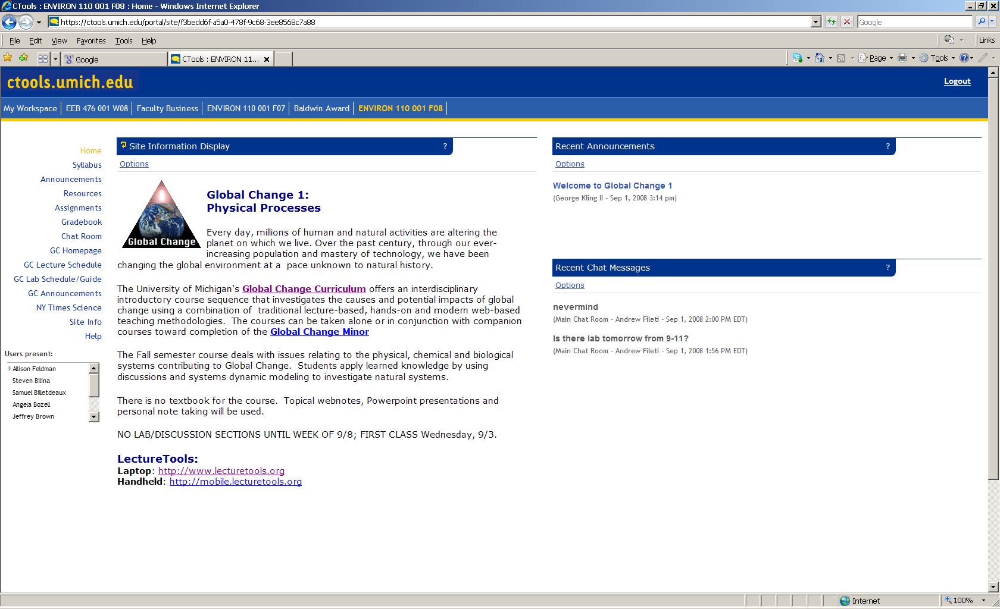 CTools : ENVIRON 110 001 F08 : Home - Windows Internet Explorer
https://ctools.umich.edu/portal/site/f3bedd6f-a5a0-478f-9c68-3ee8568c7a88
Google
File Edit View Favorites Tools Help
Links
Google
CTools : ENVIRON 11...
Page Tools
ctools.umich.edu
Logout
My Workspace EEB 476 001 W08 Faculty Business ENVIRON 110 001 F07 Baldwin Award ENVIRON 110 001 F08
Home
Syllabus
Announcements
Resources
Assignments
Gradebook
Chat Room
GC Homepage
GC Lecture Schedule
GC Lab Schedule/Guide
GC Announcements
NY Times Science
Site Info
Help
Users present:
Allison Feldman
Steven Bilina
Samuel Billetdeaux
Angela Bozell
Jeffrey Brown
Site Information Display ?
Options
Global Change
Global Change 1:
Physical Processes
Every day, millions of human and natural activities are altering the
planet on which we live. Over the past century, through our ever-
increasing population and mastery of technology, we have been
changing the global environment at a pace unknown to natural history.
The University of Michigan's Global Change Curriculum offers an interdisciplinary
introductory course sequence that investigates the causes and potential impacts of global
change using a combination of traditional lecture-based, hands-on and modern web-based
teaching methodologies. The courses can be taken alone or in conjunction with companion
courses toward completion of the Global Change Minor
The Fall semester course deals with issues relating to the physical, chemical and biological
systems contributing to Global Change. Students apply learned knowledge by using
discussions and systems dynamic modeling to investigate natural systems.
There is no textbook for the course. Topical webnotes, Powerpoint presentations and
personal note taking will be used.
NO LAB/DISCUSSION SECTIONS UNTIL WEEK OF 9/8; FIRST CLASS Wednesday, 9/3.
LectureTools:
Laptop: http://www.lecturetools.org
Handheld: http://mobile.lecturetools.org
Recent Announcements ?
Options
Welcome to Global Change 1
(George Kling II - Sep 1, 2008 3:14 pm)
Recent Chat Messages ?
Options
nevermind
(Main Chat Room - Andrew Fileti - Sep 1, 2008 2:00 PM EDT)
Is there lab tomorrow from 9-11?
(Main Chat Room - Andrew Fileti - Sep 1, 2008 1:56 PM EDT)
Internet
100%